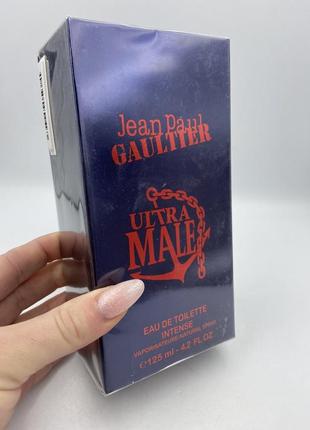 Jean Paul
GAULTIER
ULTRA
MALE
EAU DE TOILETTE
INTENSE
VAPORISATEUR NATURAL SPRAY
℮ 125 ml - 4.2 FL OZ